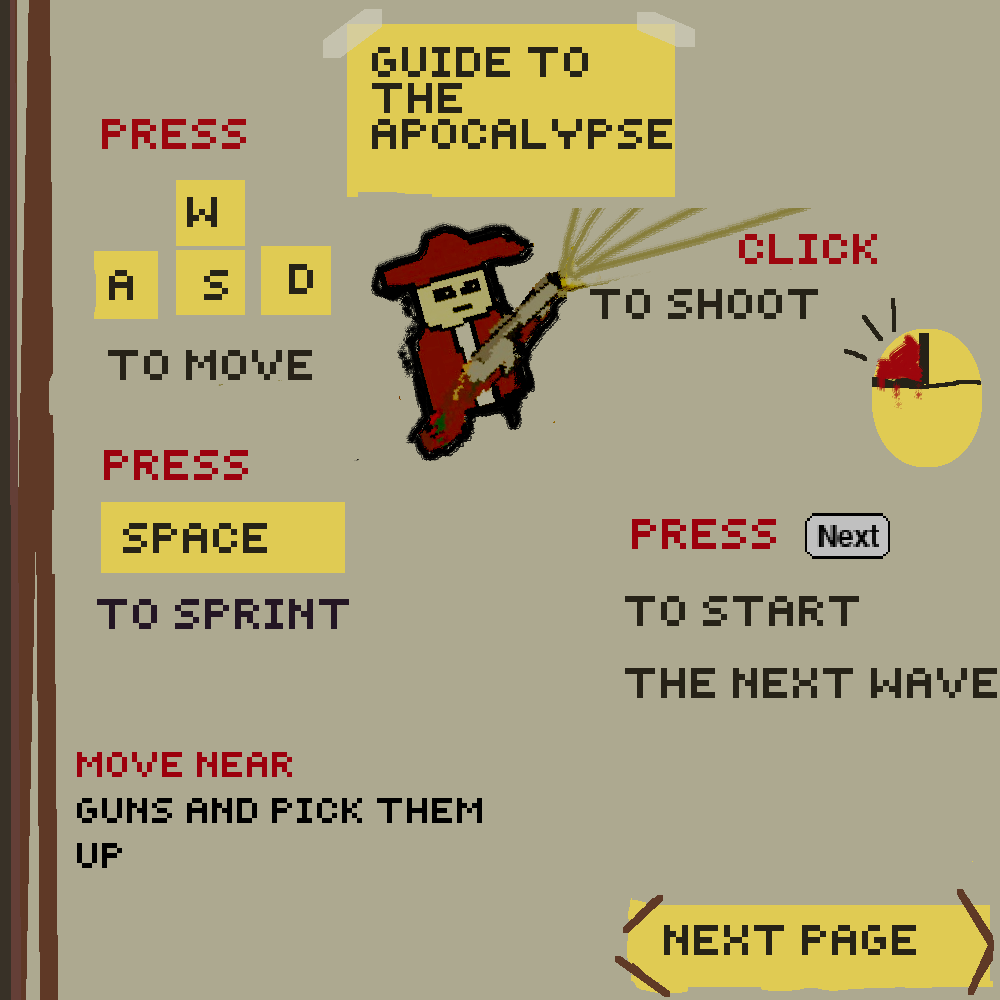 GUIDE TO
THE
APOCALYPSE
PRESS
W
A S D
TO MOVE
CLICK
TO SHOOT
PRESS
SPACE
TO SPRINT
PRESS Next
TO START
THE NEXT WAVE
MOVE NEAR
GUNS AND PICK THEM
UP
NEXT PAGE